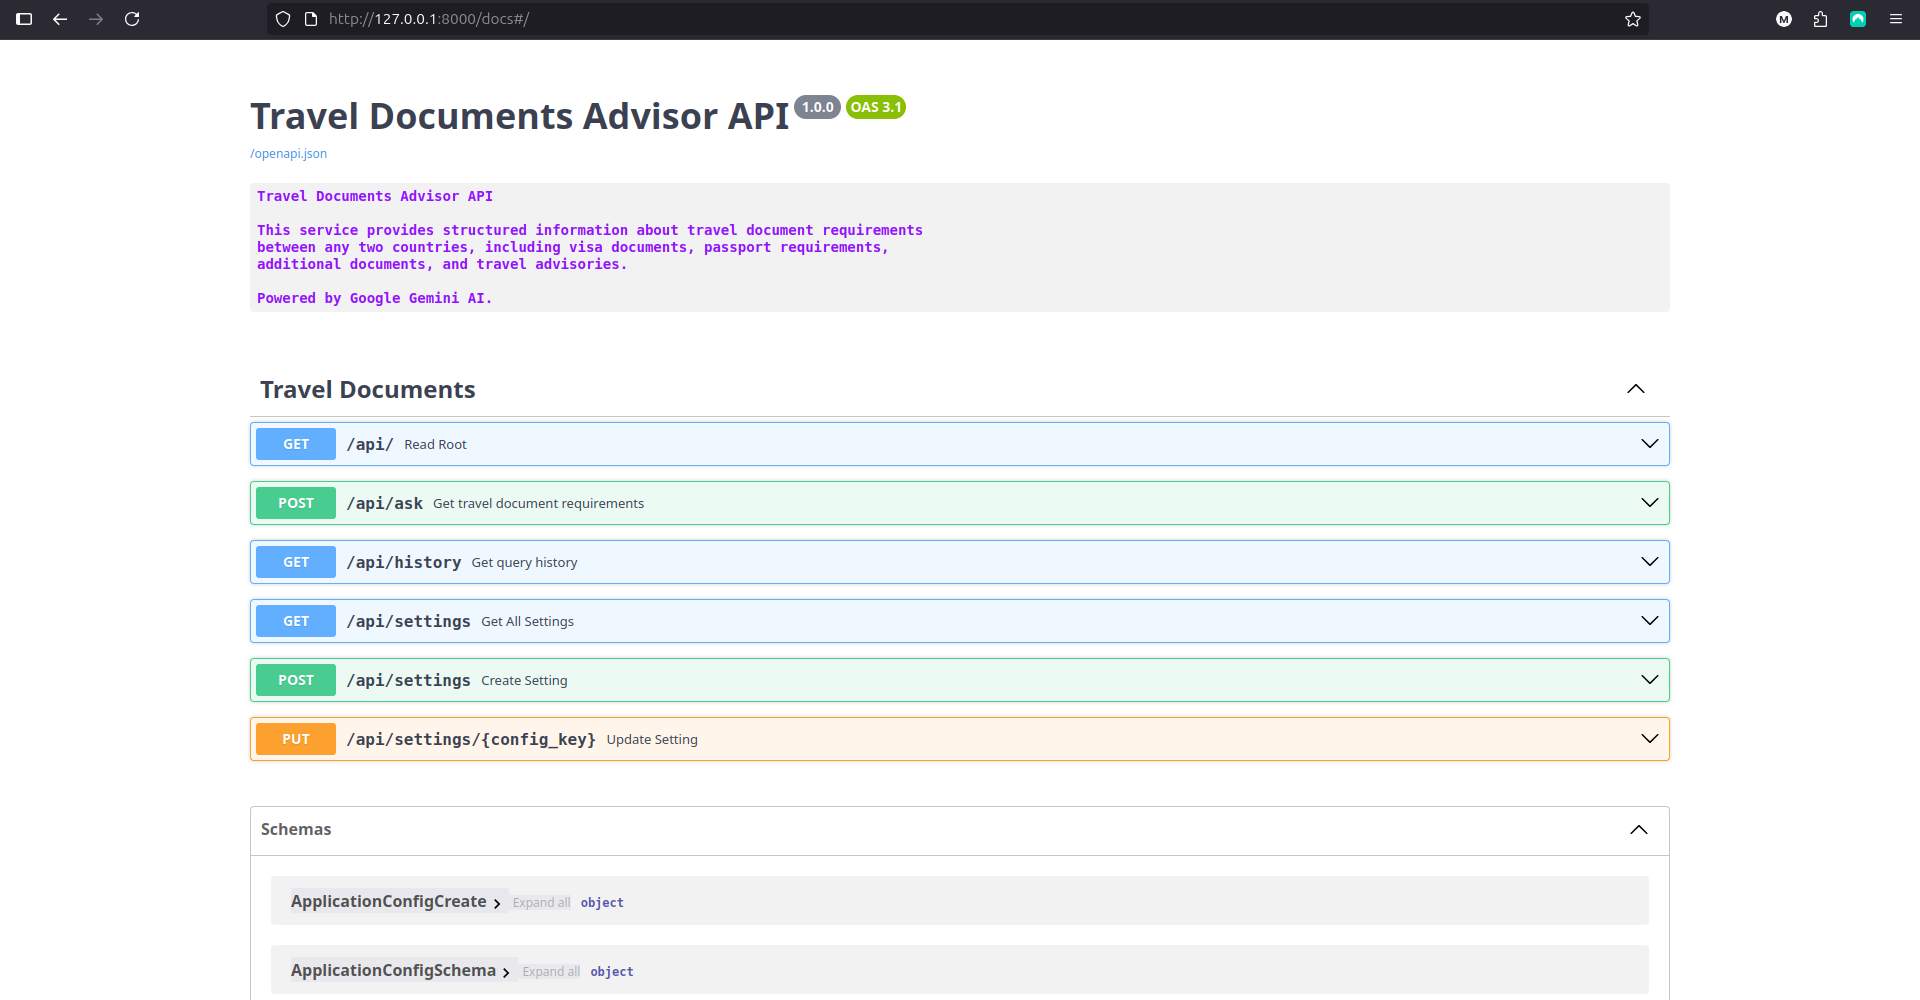 http://127.0.0.1:8000/docs#/
M
Travel Documents Advisor API 1.0.0 OAS 3.1
/openapi.json
Travel Documents Advisor API
This service provides structured information about travel document requirements
between any two countries, including visa documents, passport requirements,
additional documents, and travel advisories.
Powered by Google Gemini AI.
Travel Documents
GET /api/ Read Root
POST /api/ask Get travel document requirements
GET /api/history Get query history
GET /api/settings Get All Settings
POST /api/settings Create Setting
PUT /api/settings/{config_key} Update Setting
Schemas
ApplicationConfigCreate Expand all object
ApplicationConfigSchema Expand all object